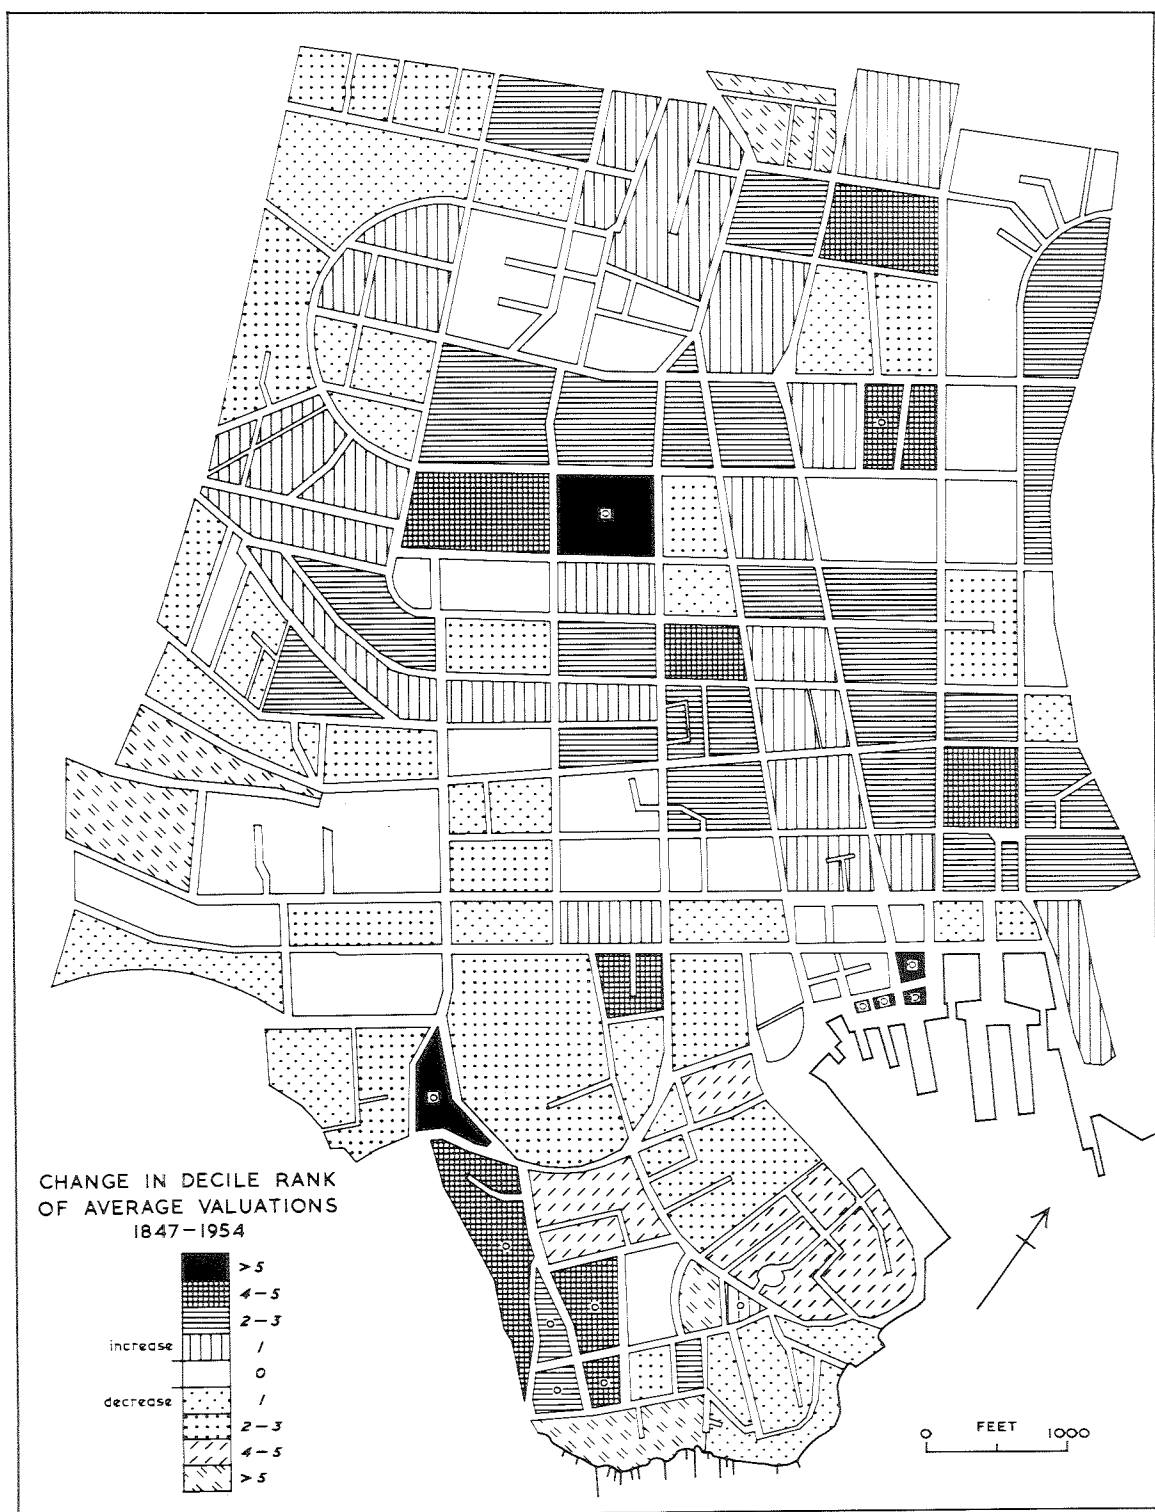 CHANGE IN DECILE RANK
OF AVERAGE VALUATIONS
1847-1954
>5
4-5
2-3
increase 1
0
decrease 1
2-3
4-5
>5
0 FEET 1000